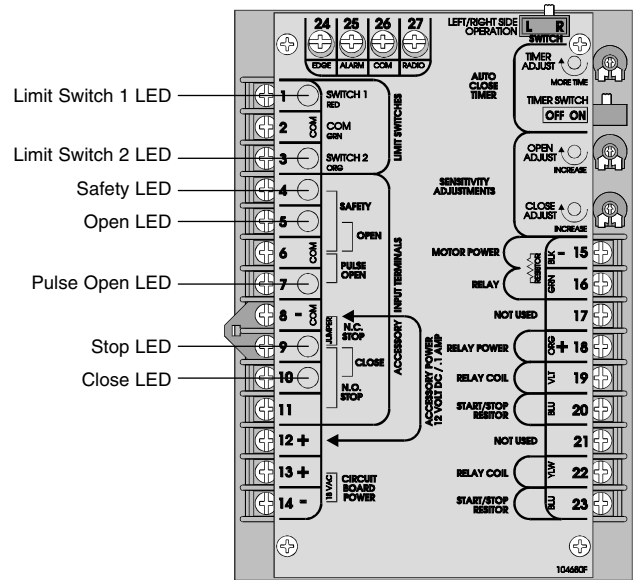 24 25 26 27
EDGE ALARM COM RADIO
LEFT/RIGHT SIDE
OPERATION
L R
SWITCH
TIMER
ADJUST
MORE TIME
AUTO
CLOSE
TIMER
TIMER SWITCH
OFF ON
OPEN
ADJUST
INCREASE
SENSITIVITY
ADJUSTMENTS
CLOSE
ADJUST
INCREASE
Limit Switch 1 LED
Limit Switch 2 LED
Safety LED
Open LED
Pulse Open LED
Stop LED
Close LED
1 SWITCH 1
RED
2 COM COM
GRN
3 SWITCH 2
ORG
LIMIT SWITCHES
4
SAFETY
5
OPEN
6 COM
PULSE
OPEN
7
8 - COM
JUMPER
N.C.
STOP
9
CLOSE
10
N.O.
STOP
11
12 +
13 +
14 -
18 VAC
CIRCUIT
BOARD
POWER
ACCESSORY INPUT TERMINALS
ACCESSORY POWER
12 VOLT DC / .1 AMP
MOTOR POWER BLK - 15
RESISTOR
RELAY GRN 16
NOT USED 17
RELAY POWER ORG + 18
RELAY COIL VLT 19
START/STOP
RESITOR BLU 20
NOT USED 21
RELAY COIL YLW 22
START/STOP
RESITOR BLU 23
104680F